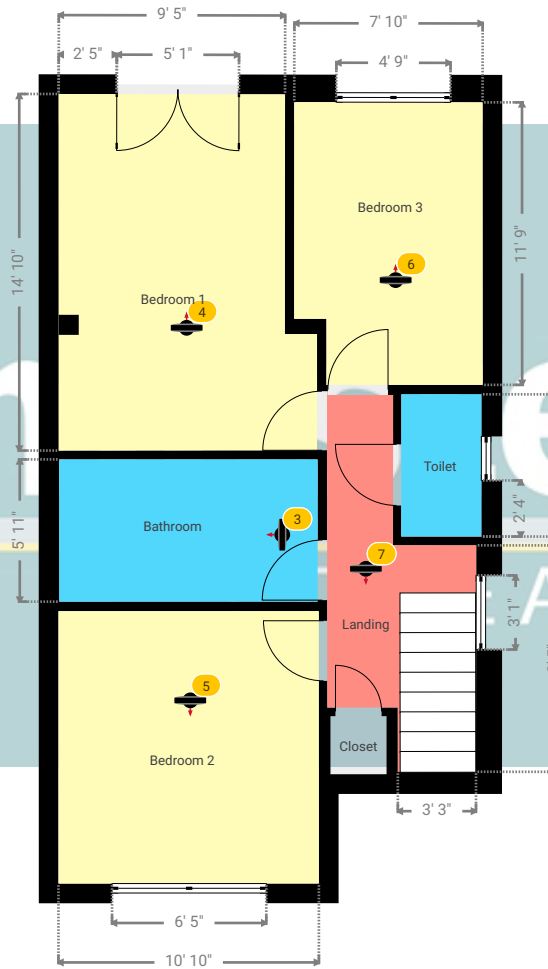 9' 5"
7' 10"
2' 5"
5' 1"
4' 9"
14' 10"
11' 9"
Bedroom 3
6
Bedroom 1
4
Toilet
2' 4"
5' 11"
Bathroom
3
7
3' 1"
Landing
5
Bedroom 2
Closet
3' 3"
6' 5"
10' 10"